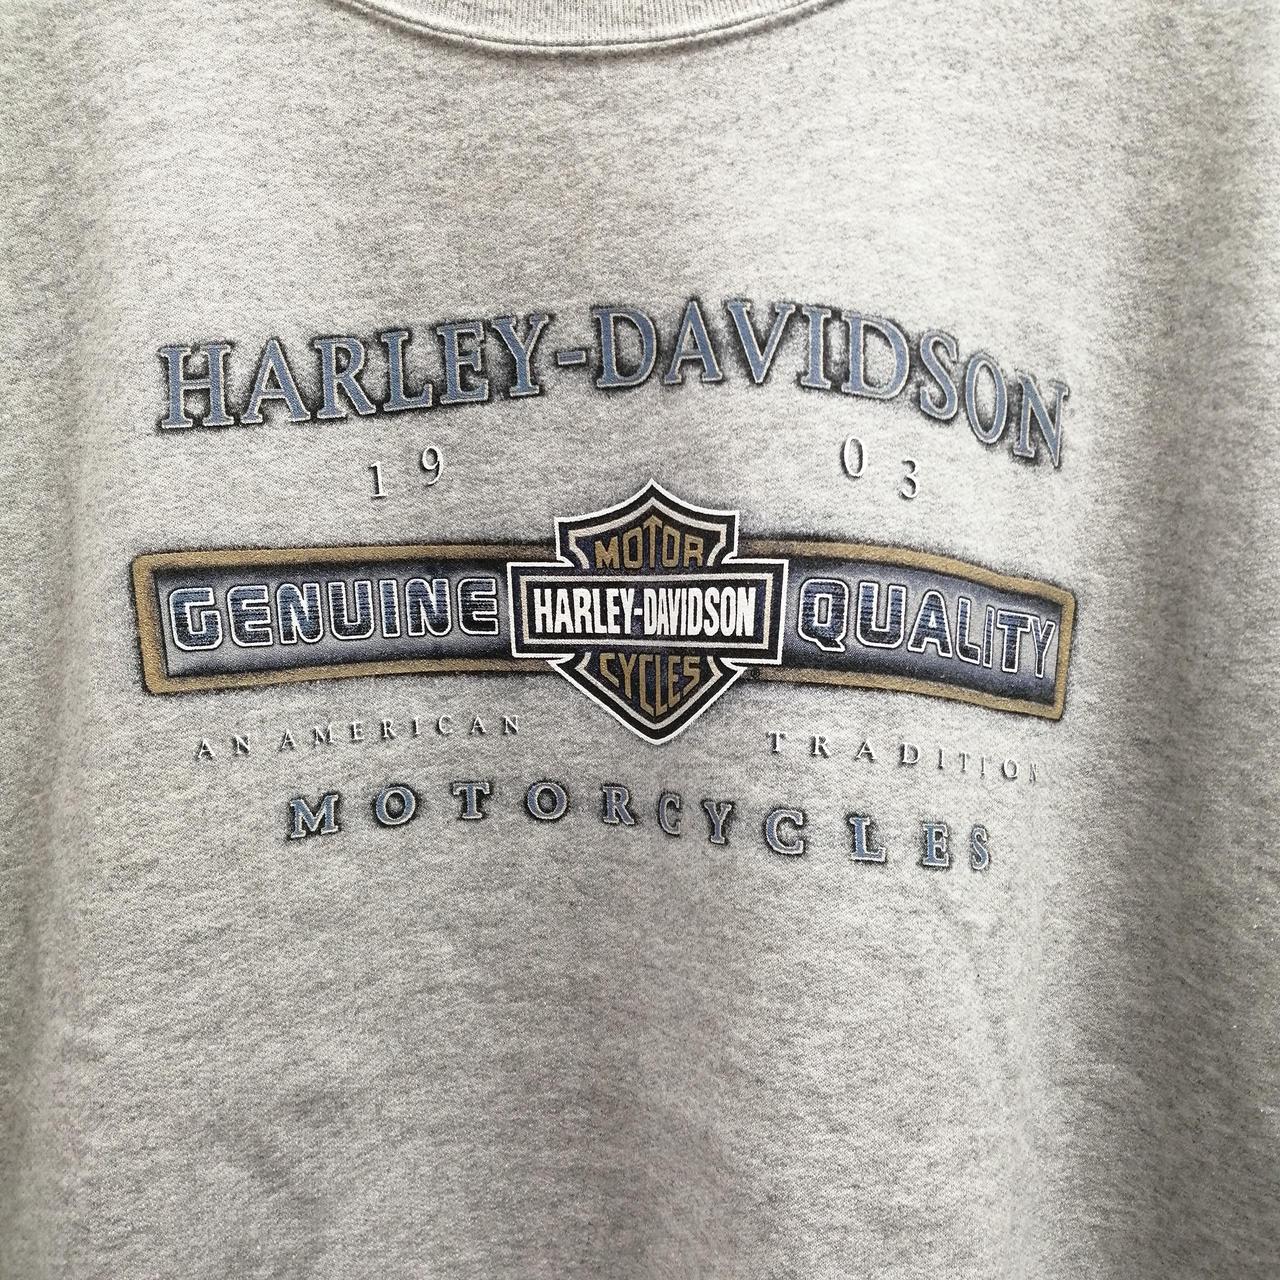 HARLEY-DAVIDSON
19 03
MOTOR
GENUINE HARLEY-DAVIDSON QUALITY
CYCLES
AN AMERICAN TRADITION
MOTORCYCLES